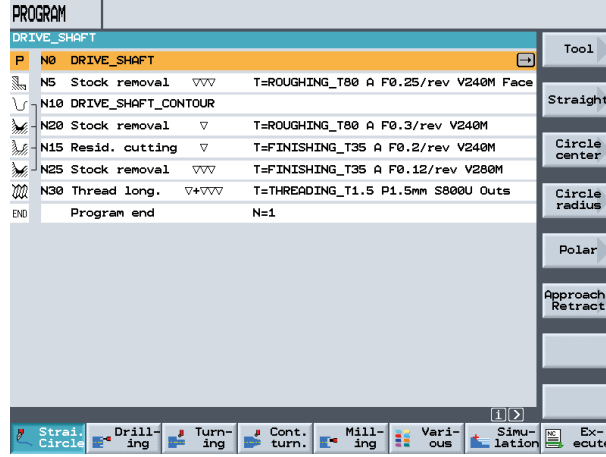 PROGRAM
DRIVE_SHAFT
P N0 DRIVE_SHAFT
N5 Stock removal ▽▽▽ T=ROUGHING_T80 A F0.25/rev V240M Face
N10 DRIVE_SHAFT_CONTOUR
N20 Stock removal ▽ T=ROUGHING_T80 A F0.3/rev V240M
N15 Resid. cutting ▽ T=FINISHING_T35 A F0.2/rev V240M
N25 Stock removal ▽▽▽ T=FINISHING_T35 A F0.12/rev V280M
N30 Thread long. ▽+▽▽▽ T=THREADING_T1.5 P1.5mm S800U Outs
END Program end N=1
Tool
Straight
Circle
center
Circle
radius
Polar
Approach
Retract
i
Strai.
Circle
Drill-
ing
Turn-
ing
Cont.
turn.
Mill-
ing
Vari-
ous
Simu-
lation
NC
Ex-
ecute